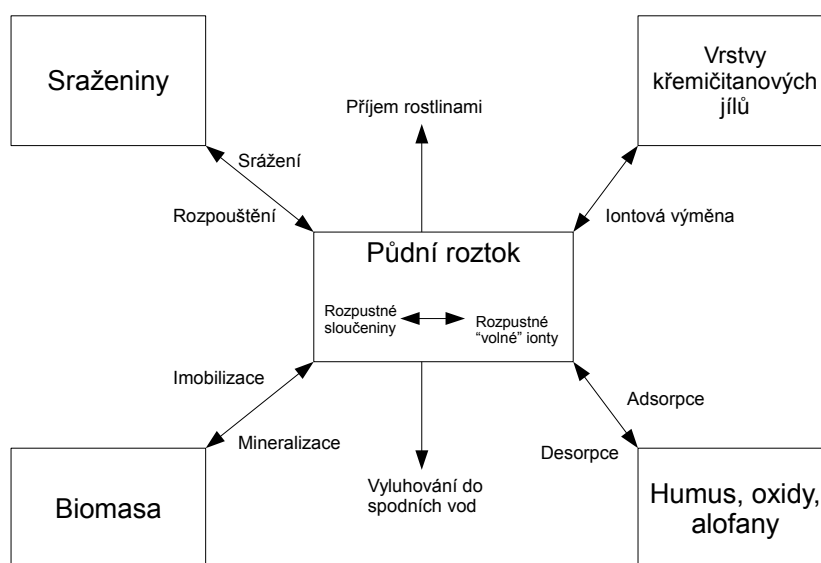 Sraženiny
Vrstvy
křemičitanových
jílů
Příjem rostlinami
Srážení
Rozpouštění
Iontová výměna
Půdní roztok
Rozpustné
sloučeniny
Rozpustné
“volné” ionty
Imobilizace
Mineralizace
Adsorpce
Desorpce
Vyluhování do
spodních vod
Biomasa
Humus, oxidy,
alofany